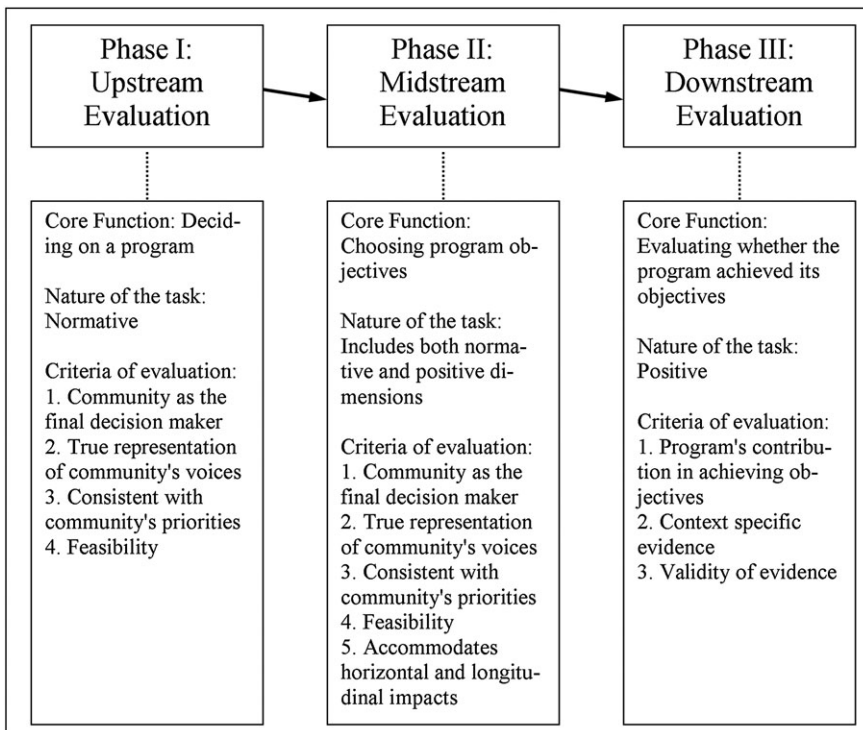 Phase I:
Upstream
Evaluation
Phase II:
Midstream
Evaluation
Phase III:
Downstream
Evaluation
Core Function: Decid-
ing on a program
Nature of the task:
Normative
Criteria of evaluation:
1. Community as the
final decision maker
2. True representation
of community's voices
3. Consistent with
community's priorities
4. Feasibility
Core Function:
Choosing program ob-
jectives
Nature of the task:
Includes both norma-
tive and positive di-
mensions
Criteria of evaluation:
1. Community as the
final decision maker
2. True representation
of community's voices
3. Consistent with
community's priorities
4. Feasibility
5. Accommodates
horizontal and longitu-
dinal impacts
Core Function:
Evaluating whether the
program achieved its
objectives
Nature of the task:
Positive
Criteria of evaluation:
1. Program's contribu-
tion in achieving ob-
jectives
2. Context specific
evidence
3. Validity of evidence